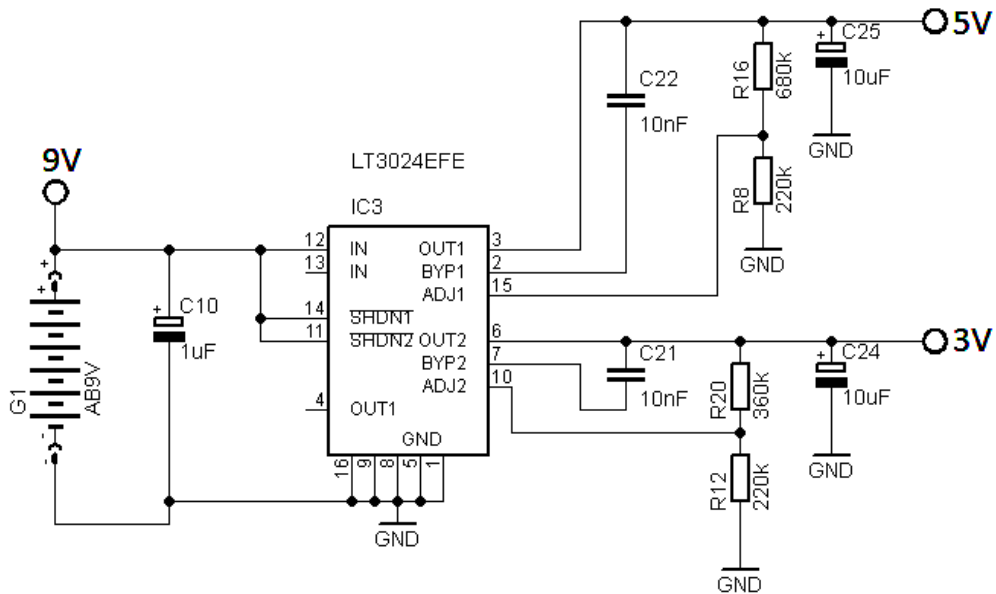 5V
C25
+
10uF
GND
R16
680k
C22
10nF
R8
220k
GND
9V
LT3024EFE
IC3
12 IN
13 IN
14 SHDN1
11 SHDN2
4 OUT1
OUT1 3
BYP1 2
ADJ1 15
OUT2 6
BYP2 7
ADJ2 10
GND
16 9 8 5 1
GND
+
+
G1
AB9V
-
-
+
C10
1uF
3V
C21
10nF
R20
360k
+
C24
10uF
GND
R12
220k
GND